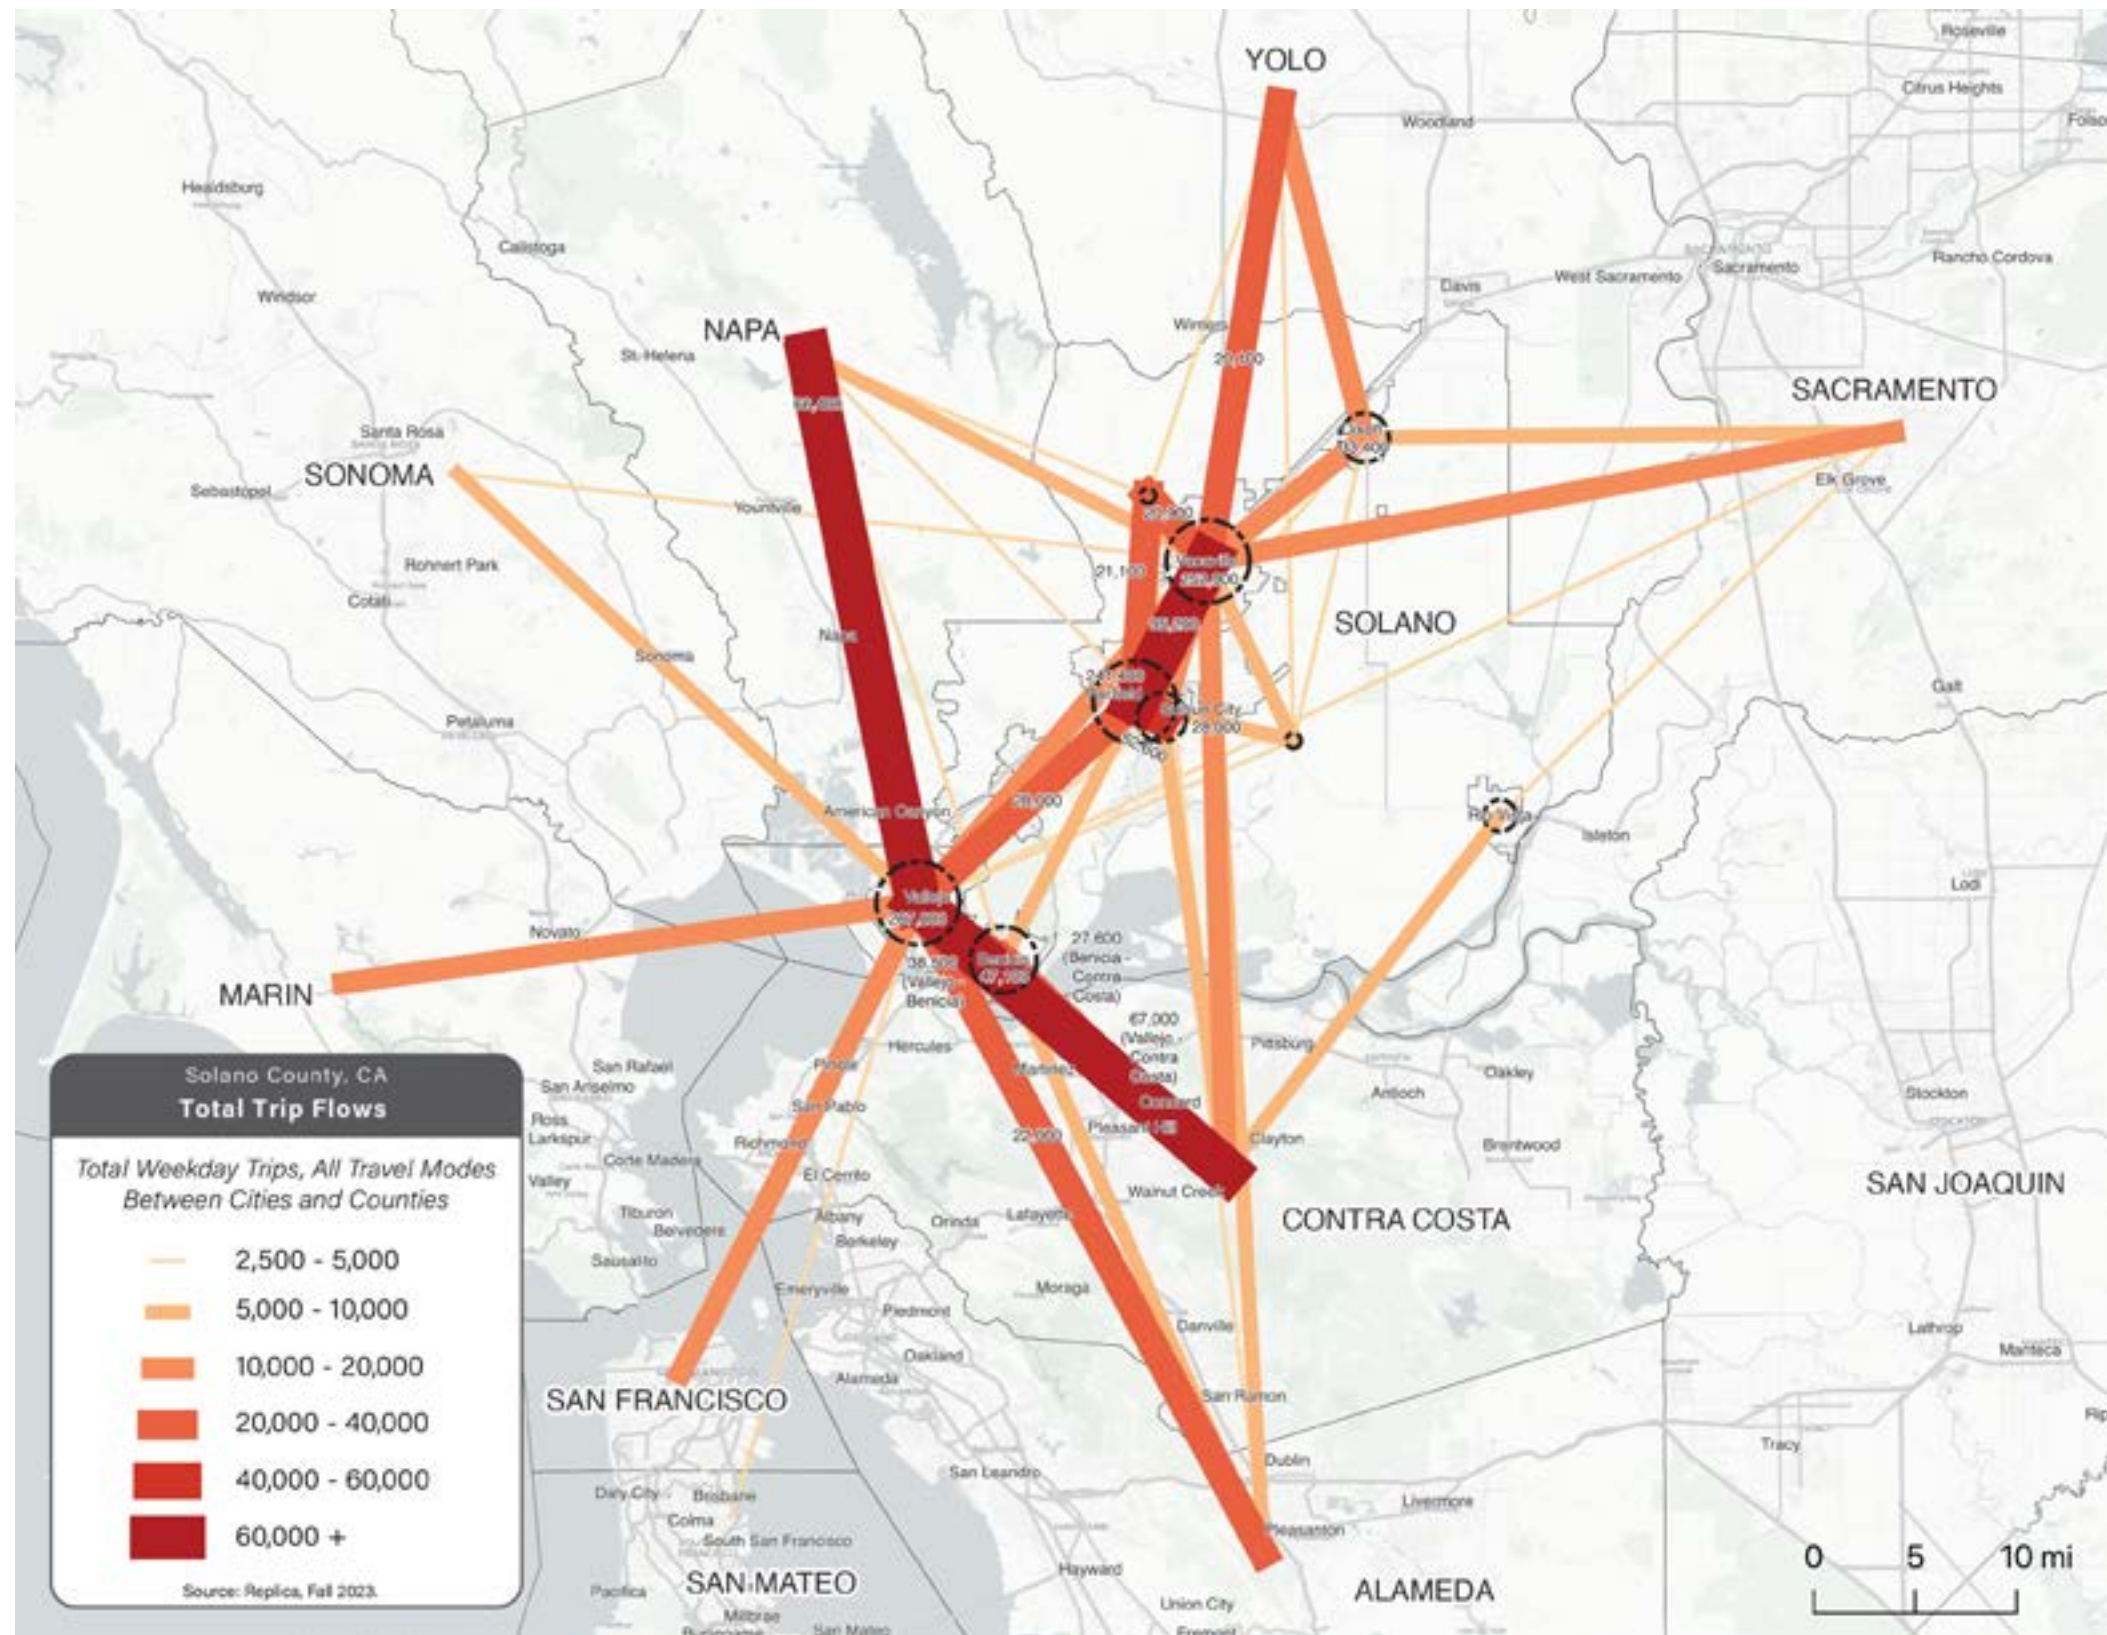 YOLO
Roseville
Citrus Heights
Woodland
Healdsburg
Calistoga
SACRAMENTO
Sacramento
Rancho Cordova
West Sacramento
Davis
Windsor
NAPA
St. Helena
SACRAMENTO
Santa Rosa
SONOMA
Sebastopol
Elk Grove
Yountville
21,100
Rohnert Park
Cotati
SOLANO
Napa
Sonoma
Galt
Petaluma
28,000
American Canyon
28,000
Rio Vista
Isleton
Lodi
Vallejo
Novato
MARIN
38,500
(Vallejo -
Benicia)
27,600
(Benicia -
Contra
Costa)
67,000
(Vallejo -
Contra
Costa)
Hercules
Pinole
Martinez
Pittsburg
Oakley
Antioch
San Rafael
San Anselmo
San Pablo
Concord
Stockton
Ross
Larkspur
Richmond
22,000
Pleasant Hill
Clayton
Brentwood
Corte Madera
Valley
El Cerrito
Walnut Creek
SAN JOAQUIN
Tiburon
Belvedere
Albany
Orinda
Lafayette
CONTRA COSTA
Berkeley
Sausalito
Emeryville
Moraga
Piedmont
Danville
Lathrop
Manteca
Oakland
Alameda
SAN FRANCISCO
San Ramon
Tracy
Dublin
San Leandro
Daly City
Brisbane
Livermore
Colma
South San Francisco
Pleasanton
Hayward
SAN MATEO
Pacifica
ALAMEDA
Union City
Millbrae
San Mateo
Burlingame
Fremont
Solano County, CA
Total Trip Flows
Total Weekday Trips, All Travel Modes
Between Cities and Counties
2,500 - 5,000
5,000 - 10,000
10,000 - 20,000
20,000 - 40,000
40,000 - 60,000
60,000 +
Source: Replica, Fall 2023.
0 5 10 mi